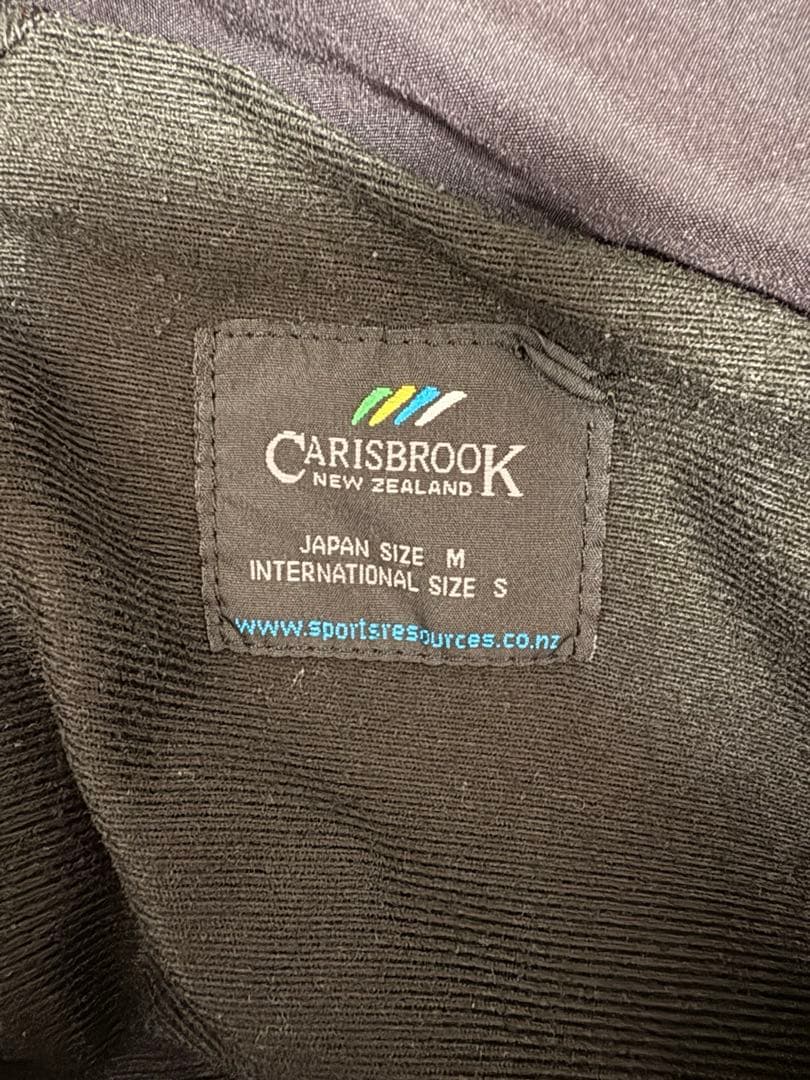 CARISBROOK
NEW ZEALAND
JAPAN SIZE M
INTERNATIONAL SIZE S
www.sportsresources.co.nz